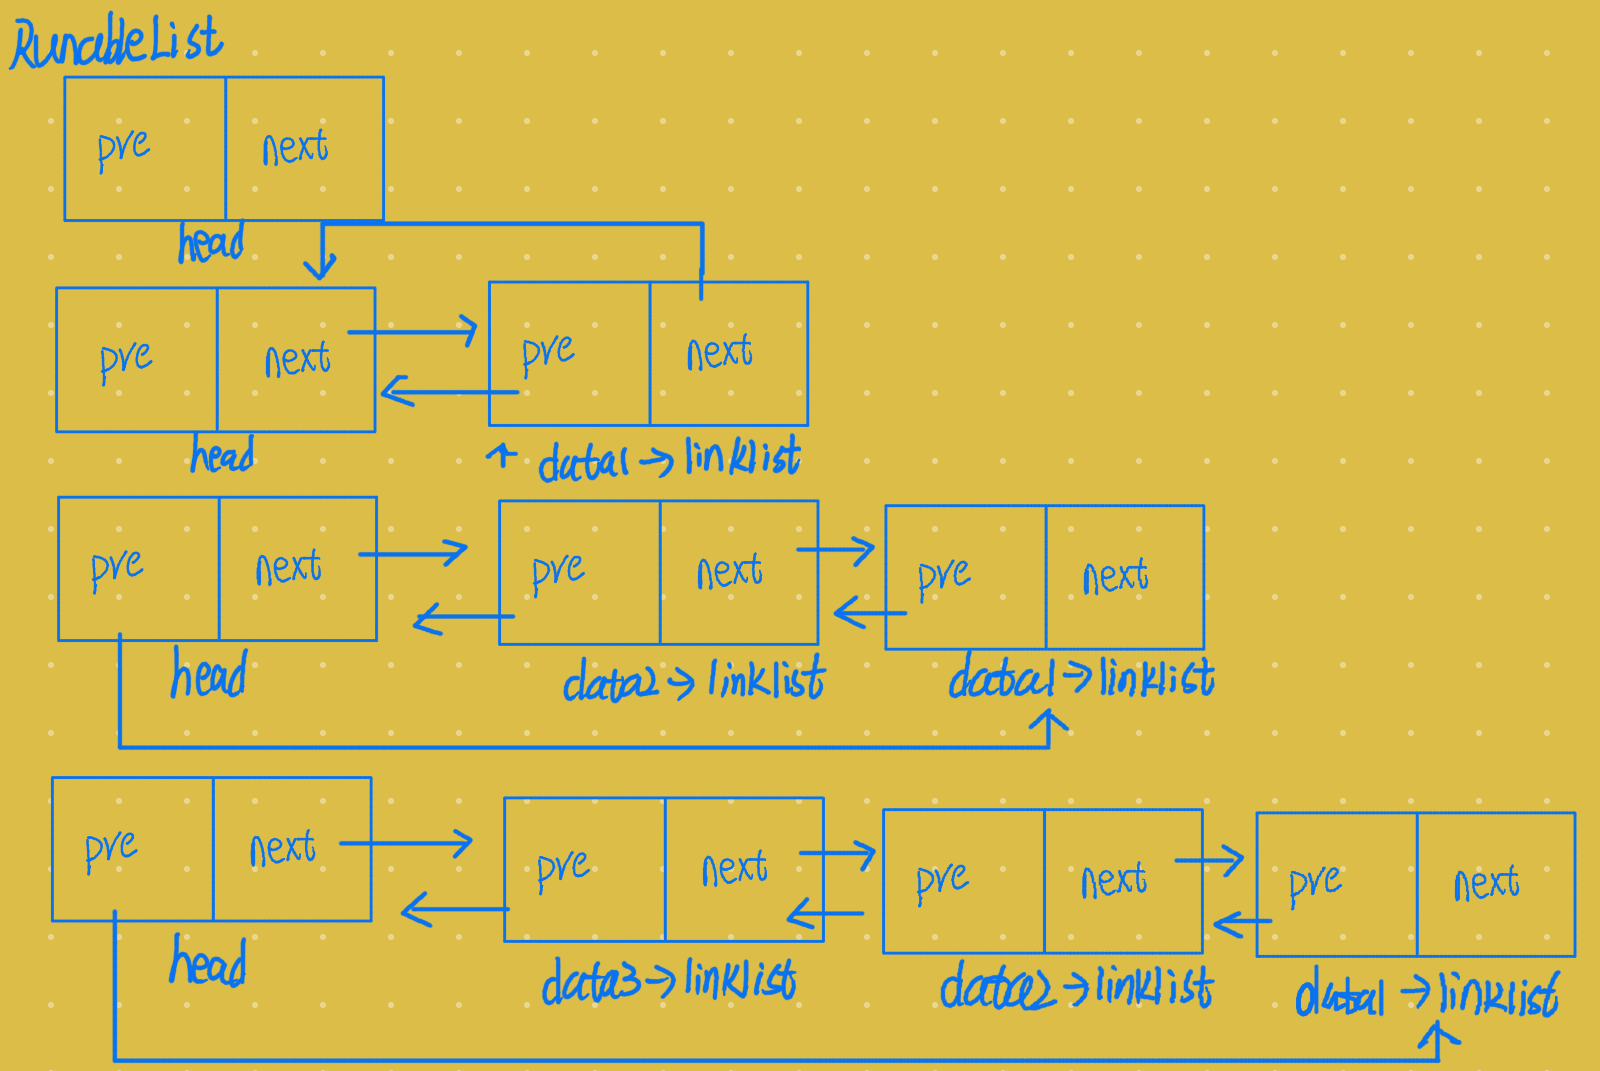 RunableList
pre next
head
pre next pre next
head data1→linklist
pre next pre next pre next
head data2→linklist data1→linklist
pre next pre next pre next pre next
head data3→linklist data2→linklist data1→linklist